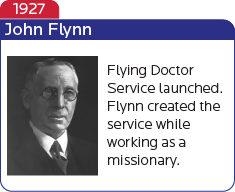 1927
John Flynn
Flying Doctor
Service launched.
Flynn created the
service while
working as a
missionary.